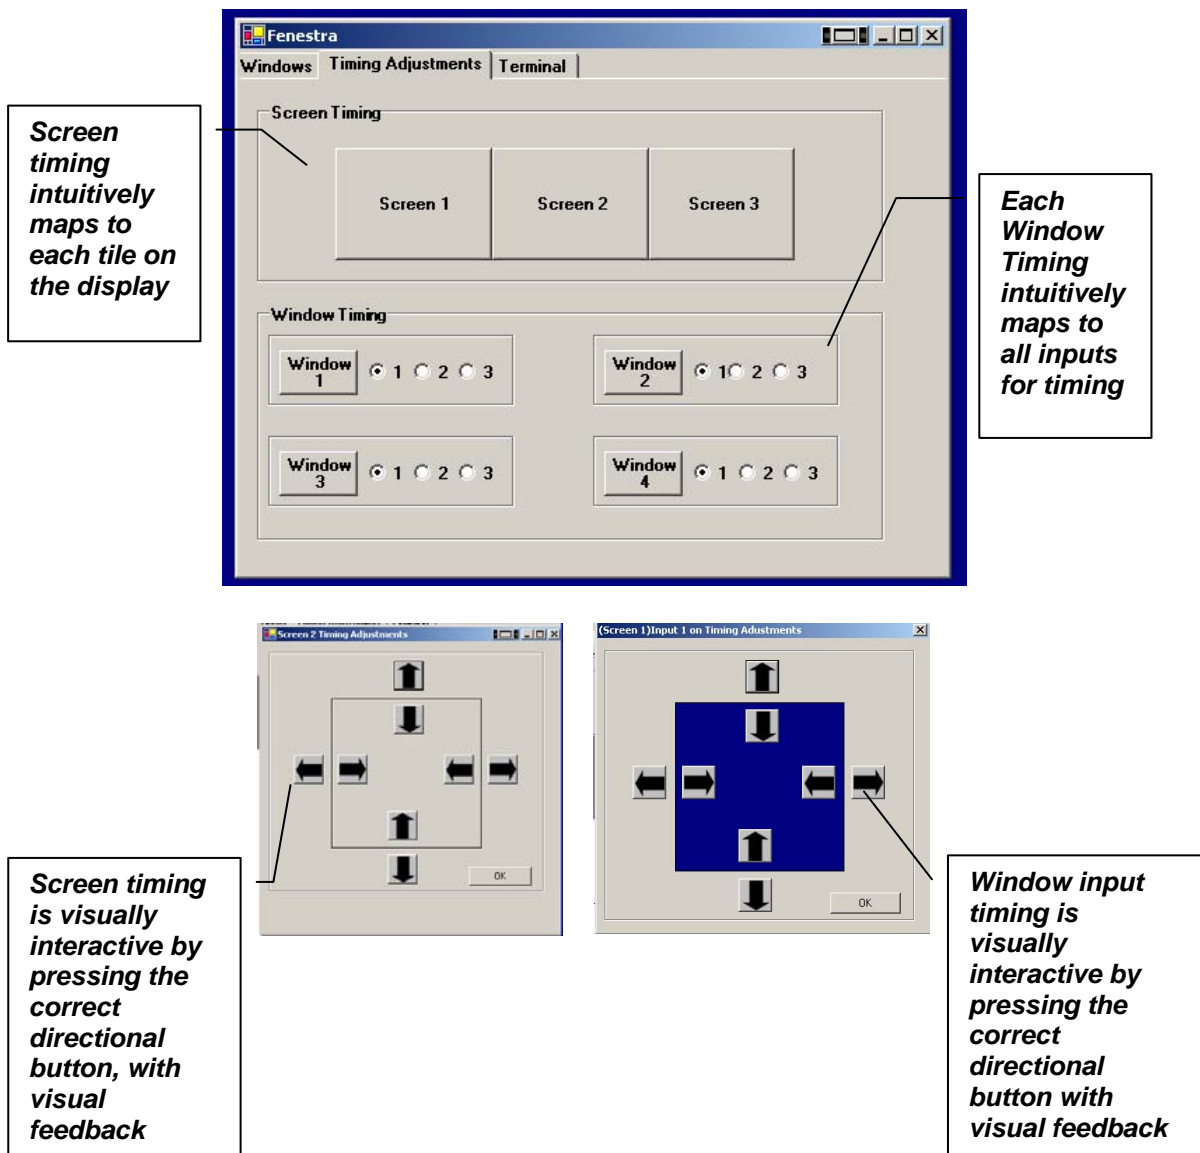 Fenestra
Windows Timing Adjustments Terminal
Screen Timing
Screen 1 Screen 2 Screen 3
Window Timing
Window 1 1 2 3
Window 2 1 2 3
Window 3 1 2 3
Window 4 1 2 3
Screen
timing
intuitively
maps to
each tile on
the display
Each
Window
Timing
intuitively
maps to
all inputs
for timing
Screen 2 Timing Adjustments
OK
(Screen 1)Input 1 on Timing Adustments
OK
Screen timing
is visually
interactive by
pressing the
correct
directional
button, with
visual
feedback
Window input
timing is
visually
interactive by
pressing the
correct
directional
button with
visual feedback